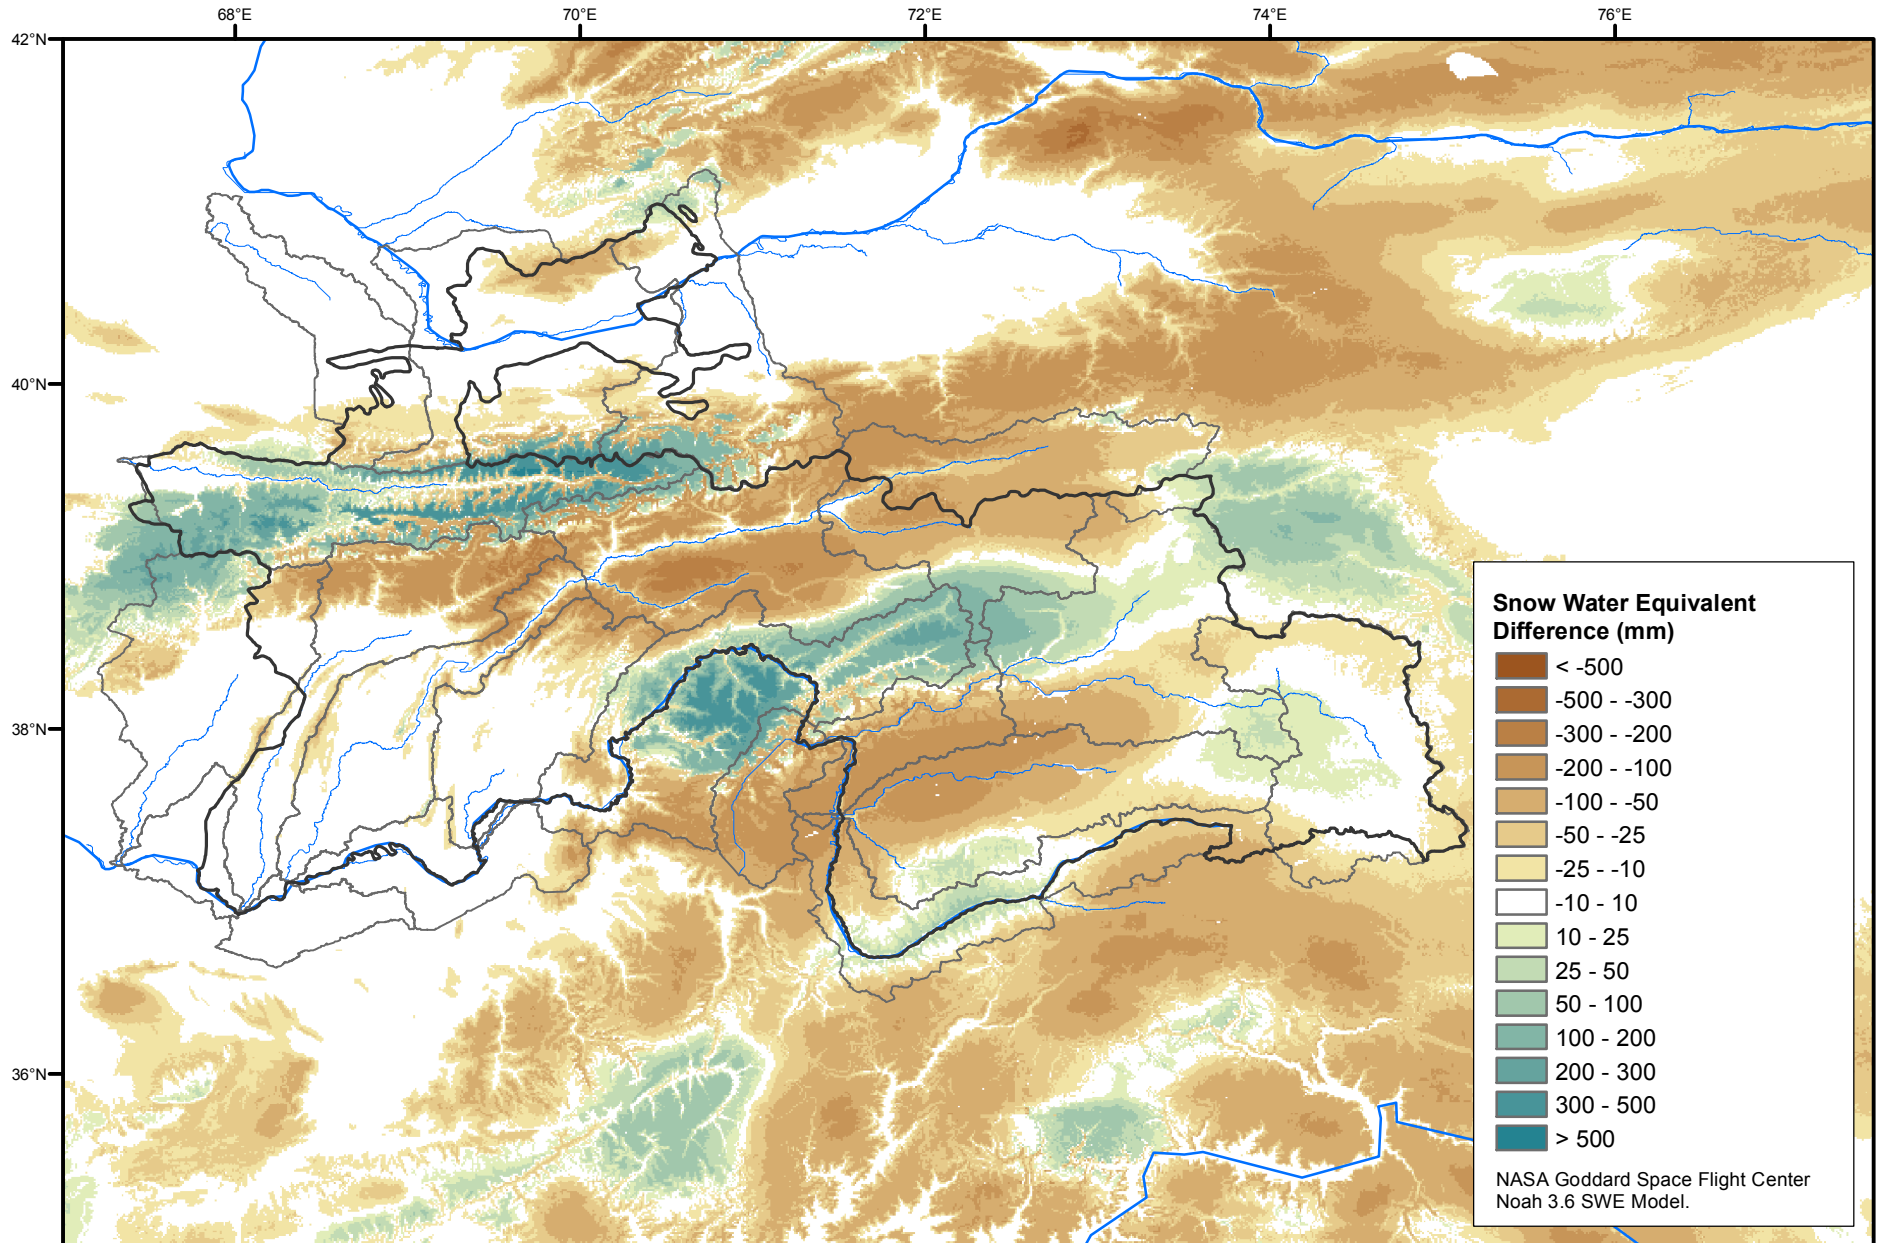 68°E
70°E
72°E
74°E
76°E
42°N
40°N
38°N
36°N
Snow Water Equivalent
Difference (mm)
< -500
-500 - -300
-300 - -200
-200 - -100
-100 - -50
-50 - -25
-25 - -10
-10 - 10
10 - 25
25 - 50
50 - 100
100 - 200
200 - 300
300 - 500
> 500
NASA Goddard Space Flight Center
Noah 3.6 SWE Model.